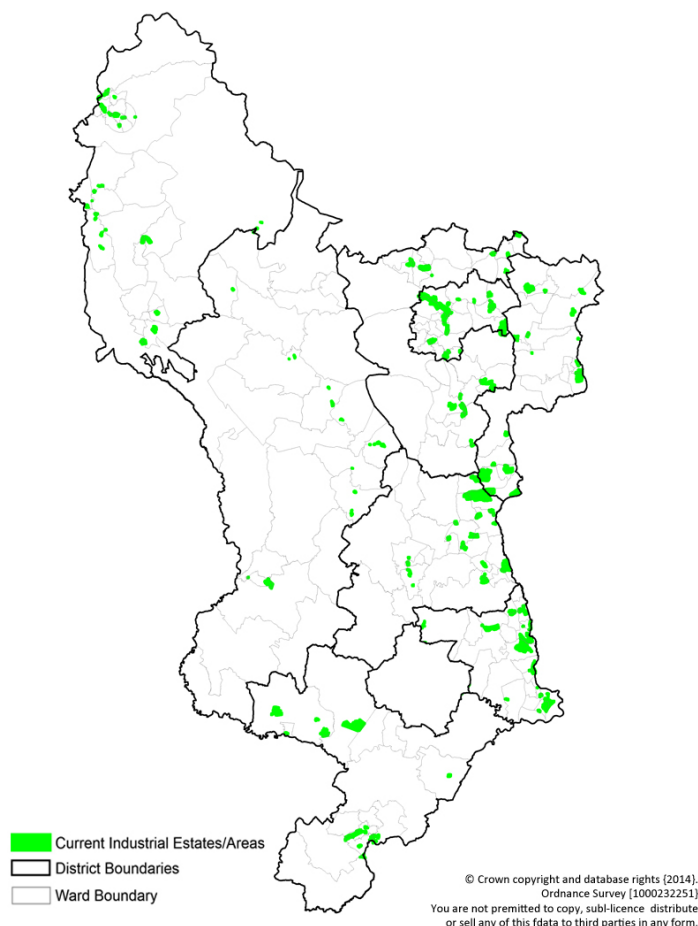 Current Industrial Estates/Areas
District Boundaries
Ward Boundary
© Crown copyright and database rights {2014}.
Ordnance Survey [1000232251}
You are not premitted to copy, subl-licence distribute
or sell any of this fdata to third parties in any form.